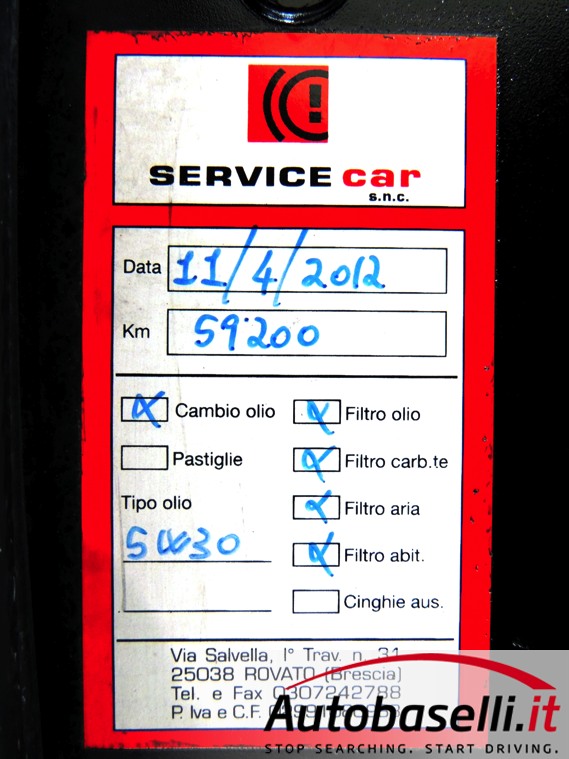 SERVICE car
s.n.c.
Data 11/4/2012
Km 59'200
Cambio olio Filtro olio
Pastiglie Filtro carb.te
Tipo olio Filtro aria
5W30 Filtro abit.
Cinghie aus.
Via Salvella, I° Trav. n. 31
25038 ROVATO (Brescia)
Tel. e Fax 0307242788
P. Iva e C.F.
Autobaselli.it
STOP SEARCHING. START DRIVING.